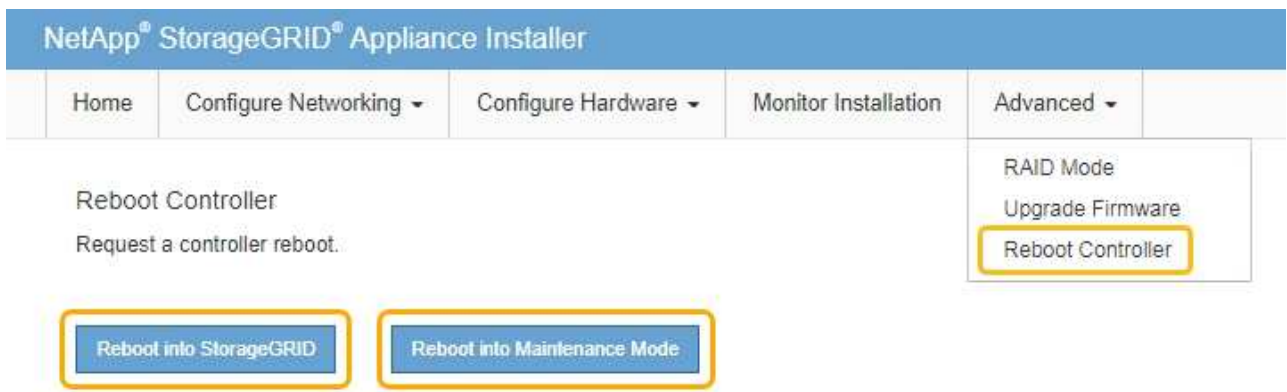 NetApp® StorageGRID® Appliance Installer
Home Configure Networking Configure Hardware Monitor Installation Advanced
RAID Mode
Upgrade Firmware
Reboot Controller
Reboot Controller
Request a controller reboot.
Reboot into StorageGRID Reboot into Maintenance Mode